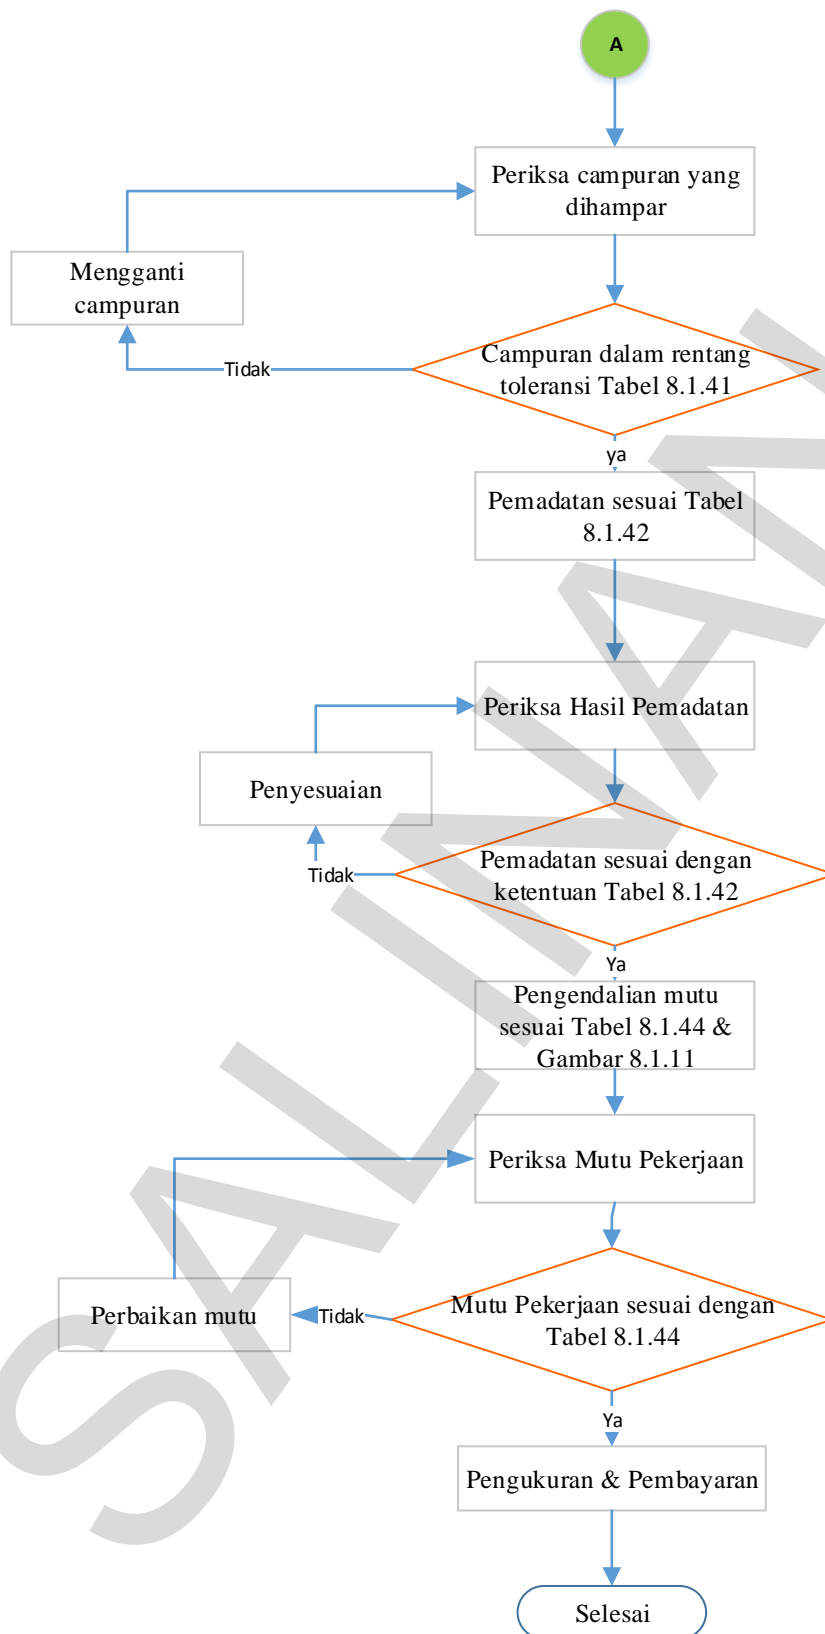 A
Periksa campuran yang
dihampar
Mengganti
campuran
Campuran dalam rentang
toleransi Tabel 8.1.41
Tidak
ya
Pemadatan sesuai Tabel
8.1.42
Periksa Hasil Pemadatan
Penyesuaian
Pemadatan sesuai dengan
ketentuan Tabel 8.1.42
Tidak
Ya
Pengendalian mutu
sesuai Tabel 8.1.44 &
Gambar 8.1.11
Periksa Mutu Pekerjaan
Perbaikan mutu
Tidak
Mutu Pekerjaan sesuai dengan
Tabel 8.1.44
Ya
Pengukuran & Pembayaran
Selesai
SALINAN